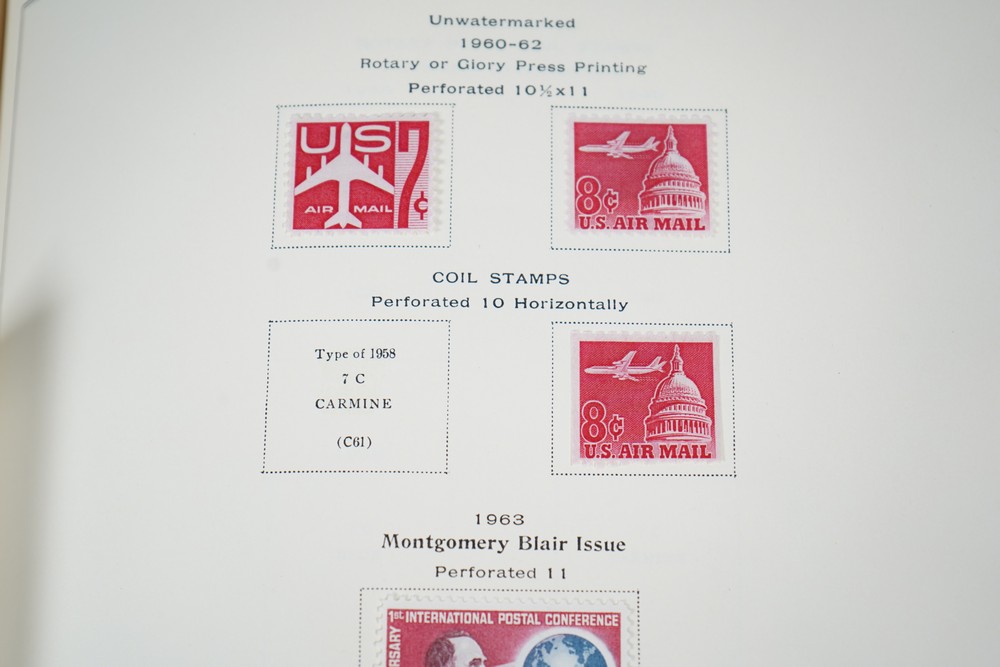 Unwatermarked
1960-62
Rotary or Giory Press Printing
Perforated 10½x11
US 7¢
AIR MAIL
8¢
U.S. AIR MAIL
COIL STAMPS
Perforated 10 Horizontally
Type of 1958
7 C
CARMINE
(C61)
8¢
U.S. AIR MAIL
1963
Montgomery Blair Issue
Perforated 11
1st INTERNATIONAL POSTAL CONFERENCE